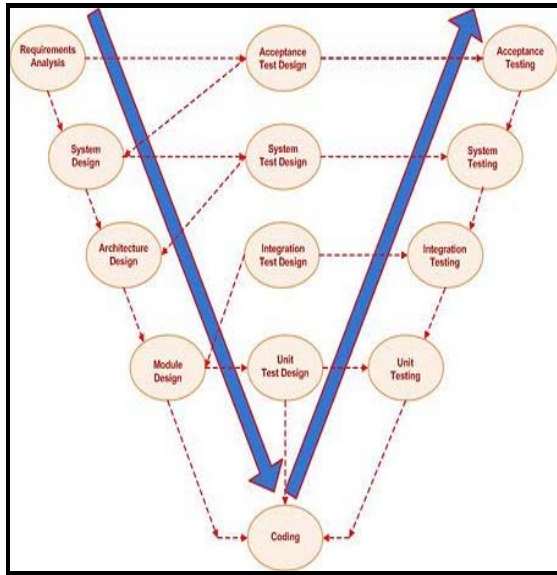 Requirements
Analysis
Acceptance
Test Design
Acceptance
Testing
System
Design
System
Test Design
System
Testing
Architecture
Design
Integration
Test Design
Integration
Testing
Module
Design
Unit
Test Design
Unit
Testing
Coding